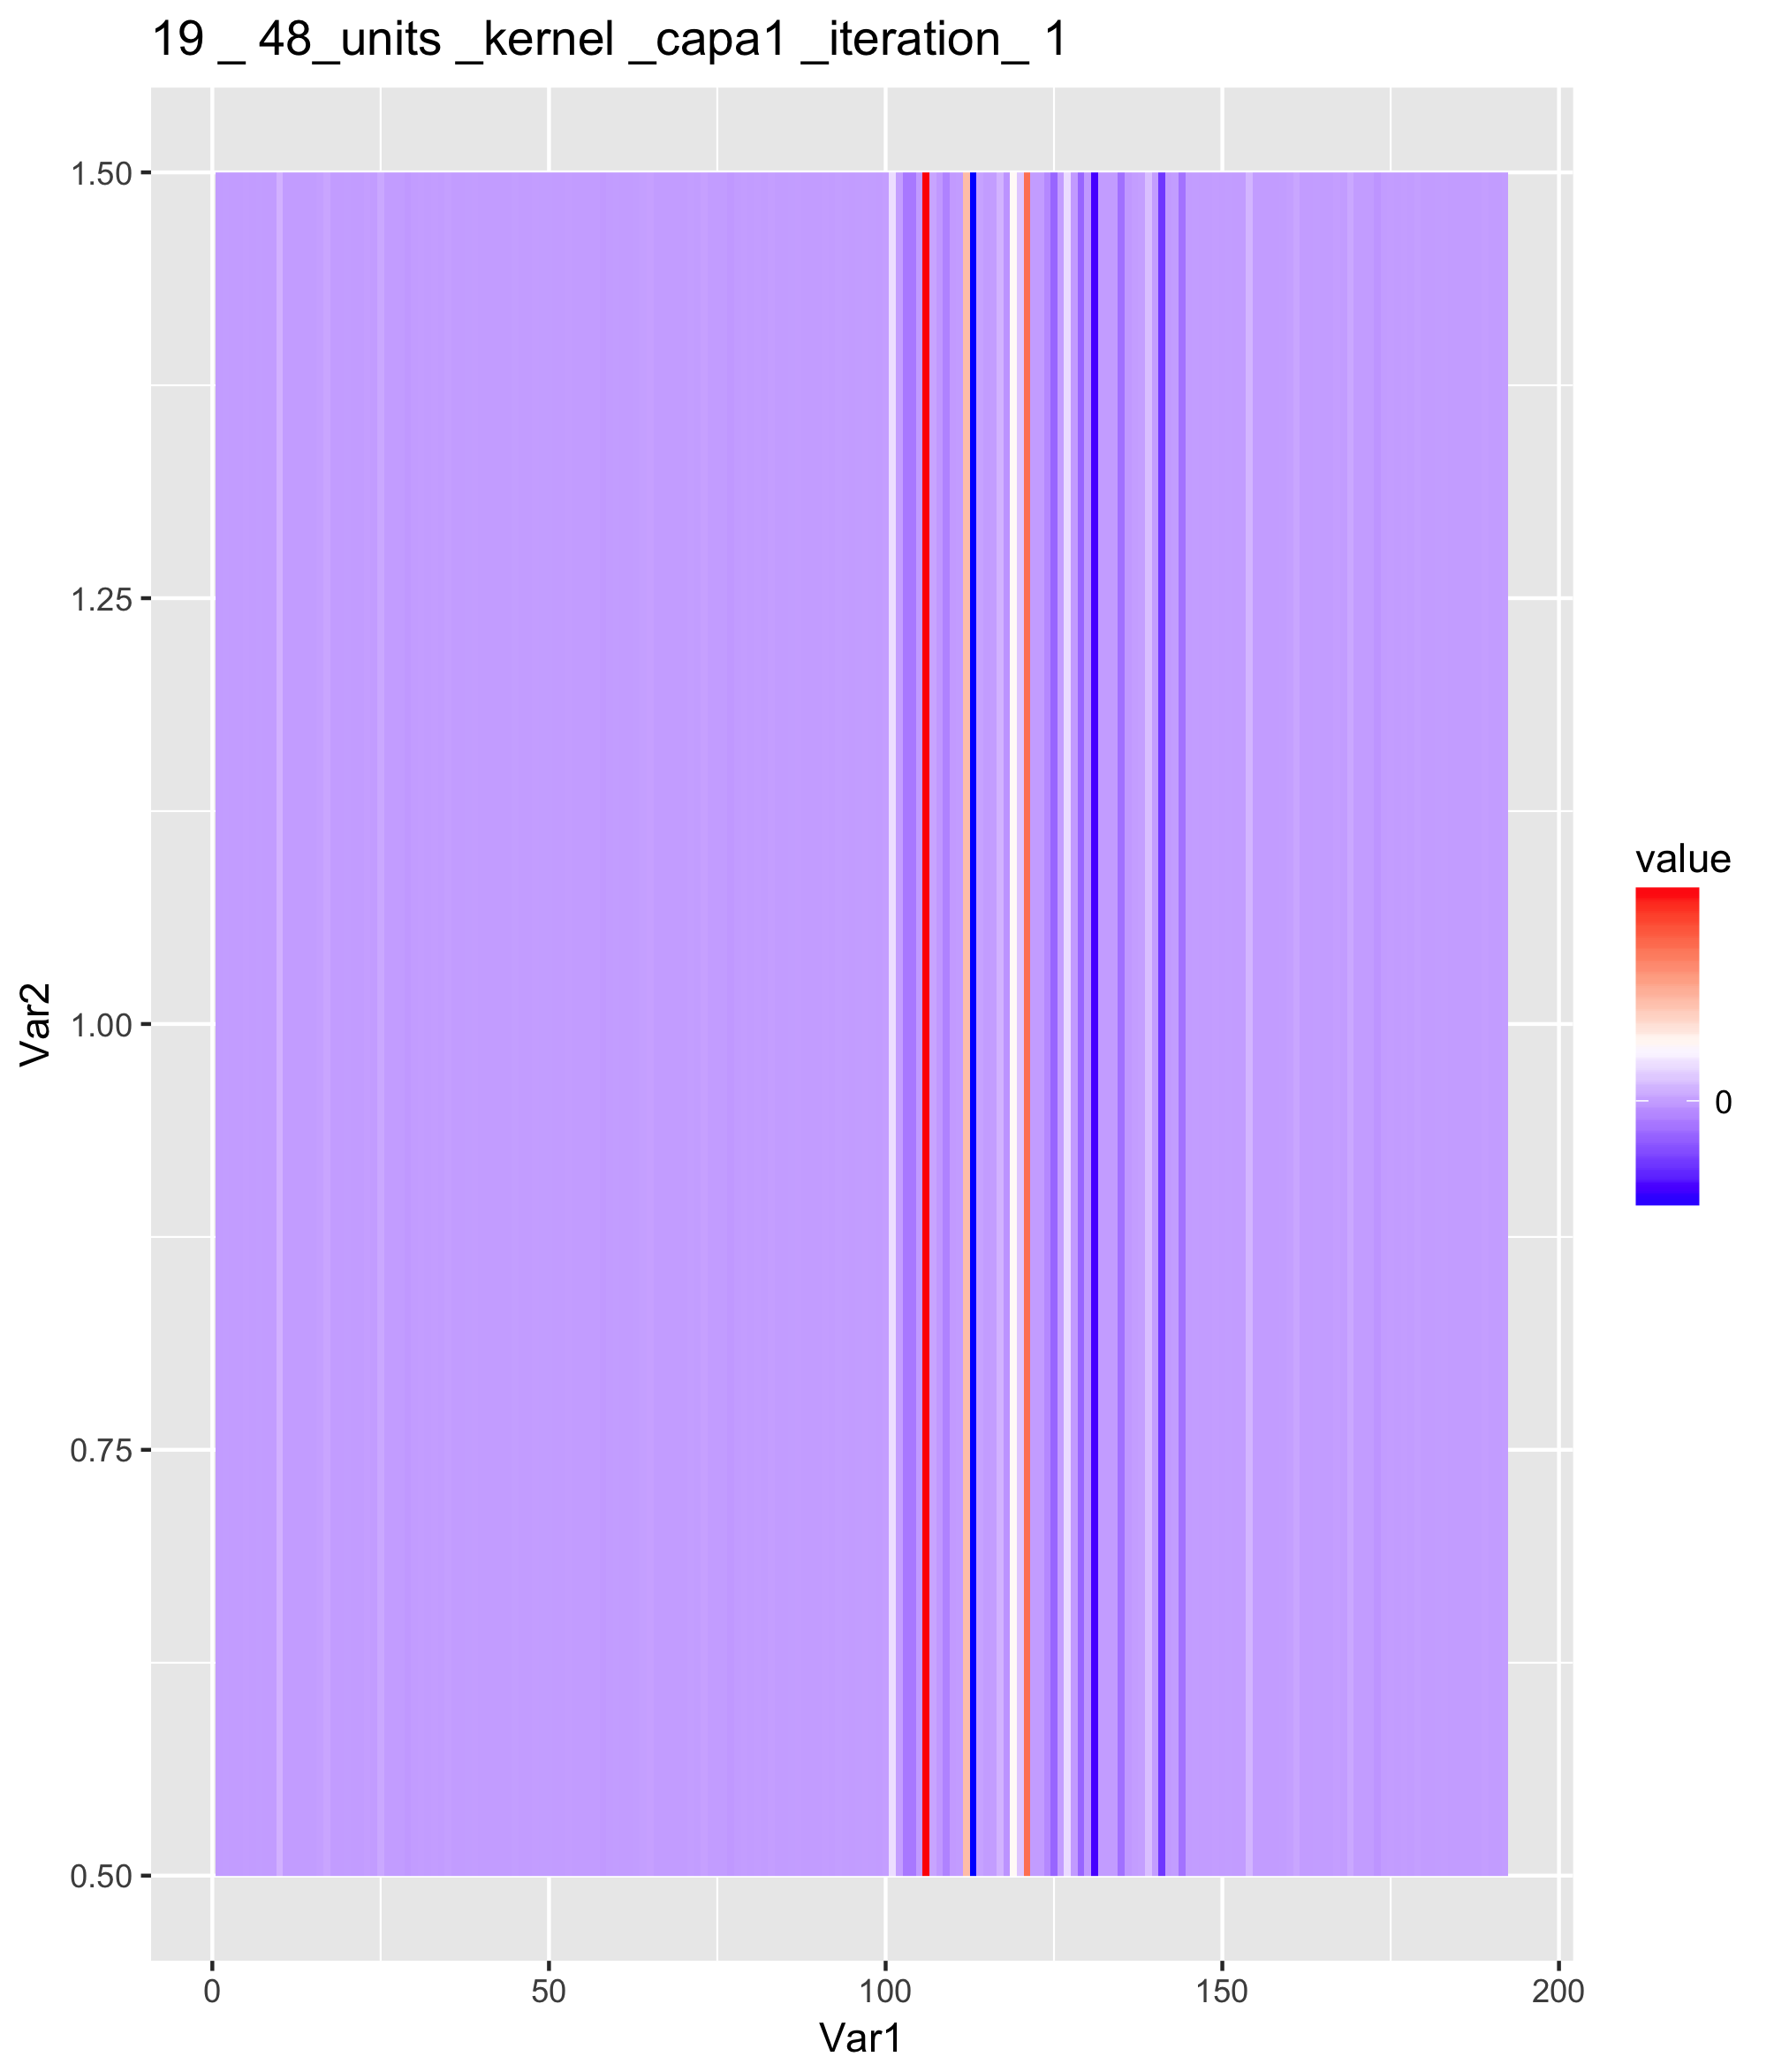 19 _ 48_units _kernel _capa1 _iteration_ 1
1.50
1.25
1.00
0.75
0.50
Var2
0
50
100
150
200
Var1
value
0